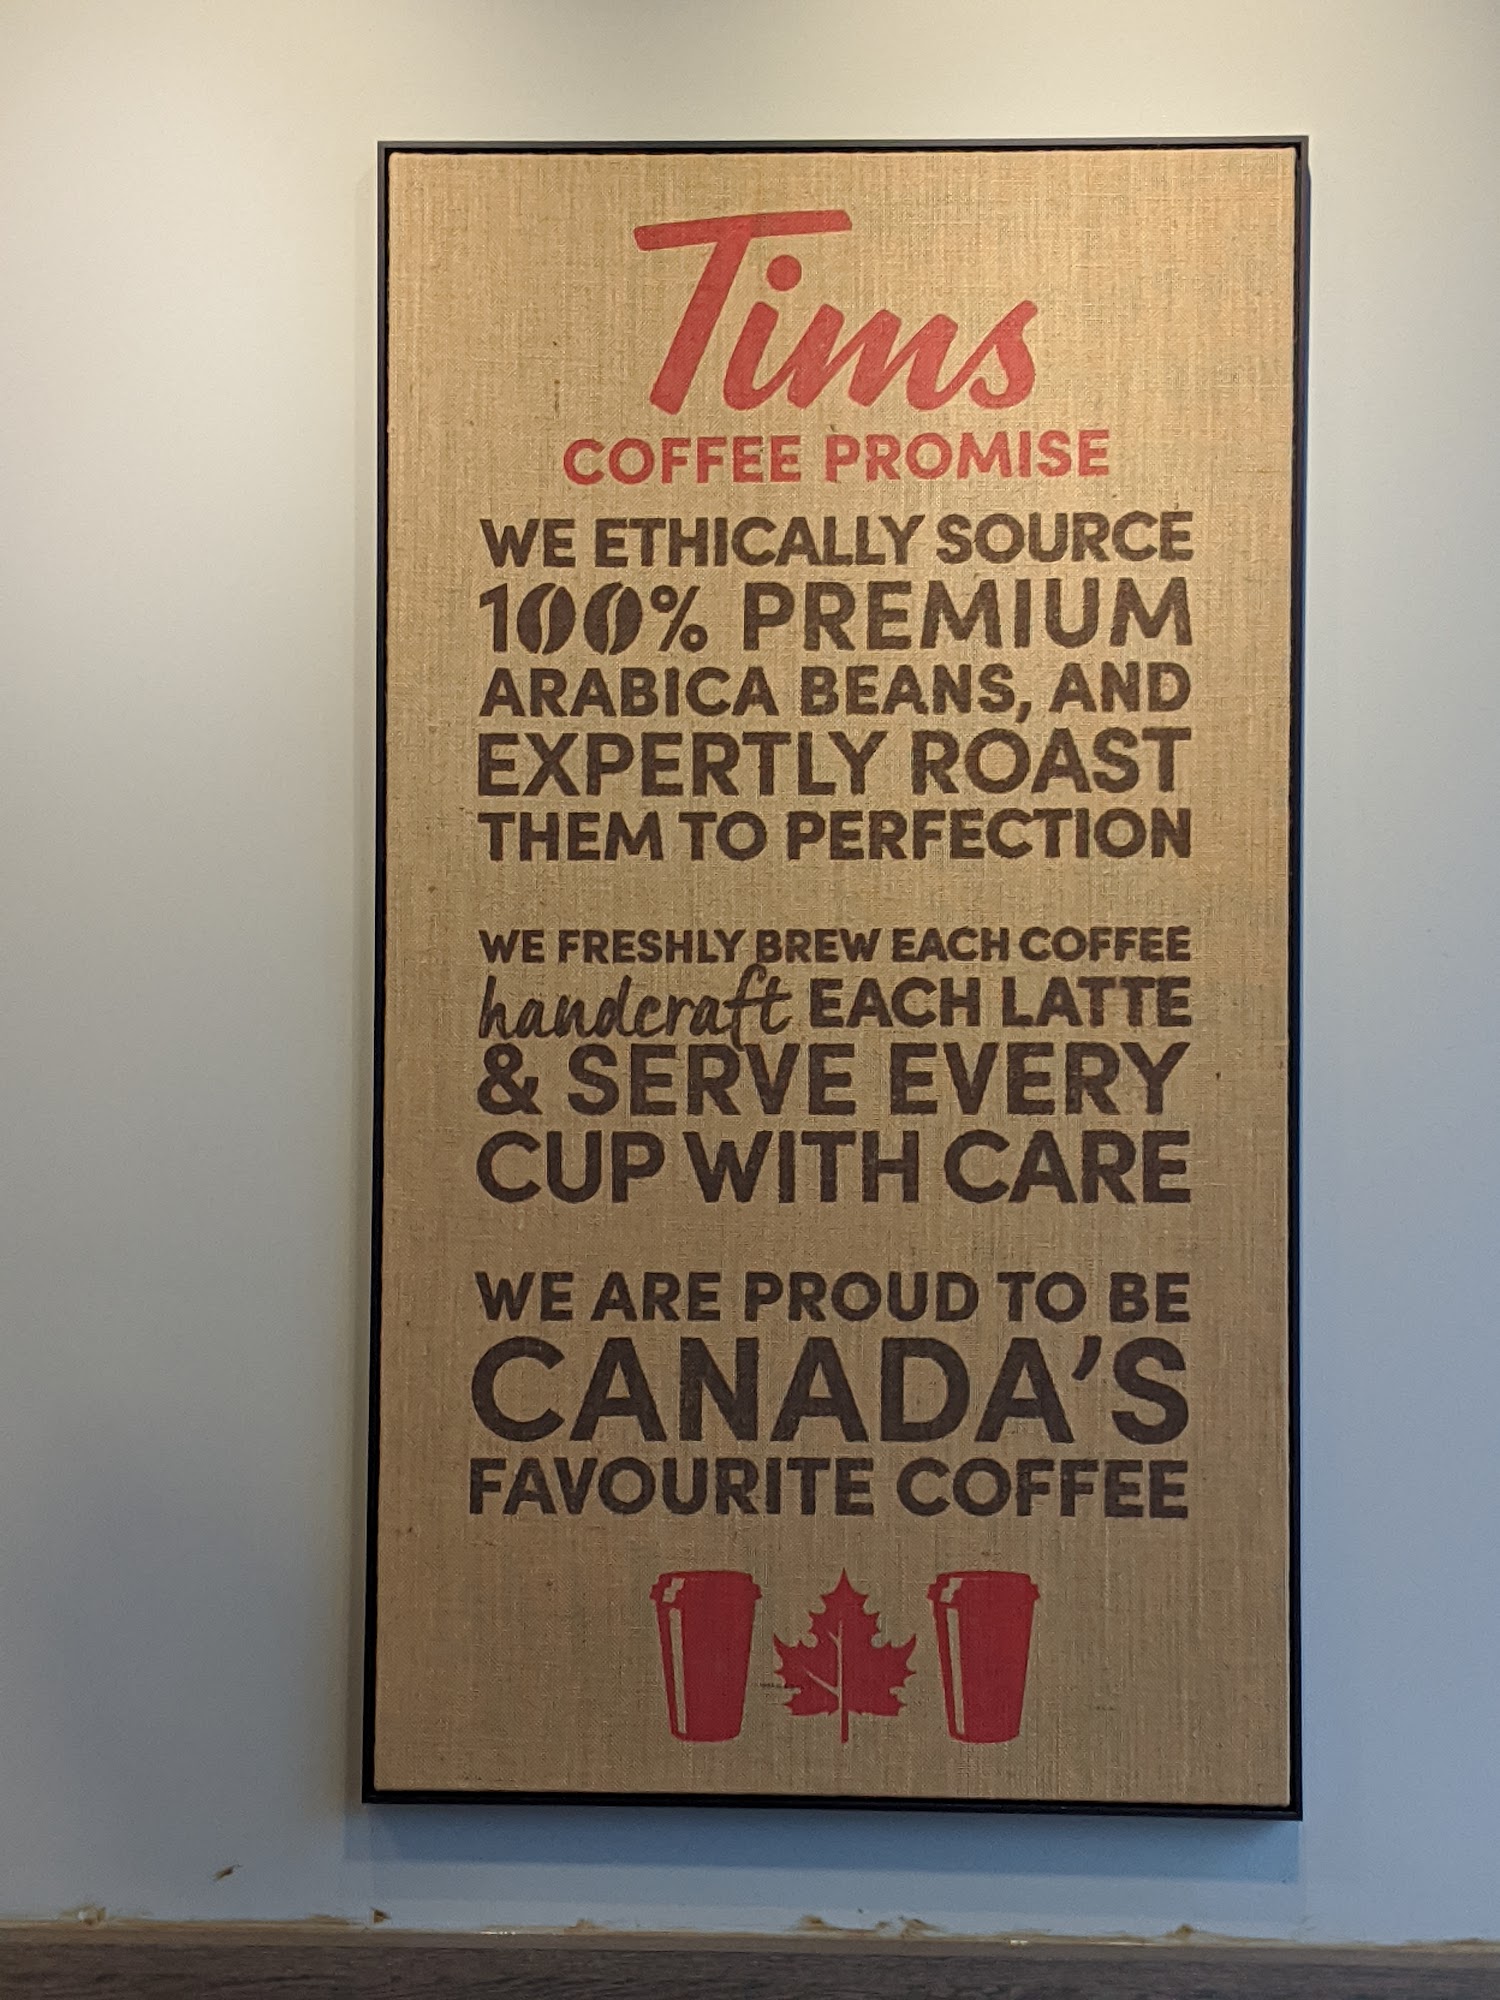 Tims
COFFEE PROMISE
WE ETHICALLY SOURCE
100% PREMIUM
ARABICA BEANS, AND
EXPERTLY ROAST
THEM TO PERFECTION
WE FRESHLY BREW EACH COFFEE
handcraft EACH LATTE
& SERVE EVERY
CUP WITH CARE
WE ARE PROUD TO BE
CANADA'S
FAVOURITE COFFEE